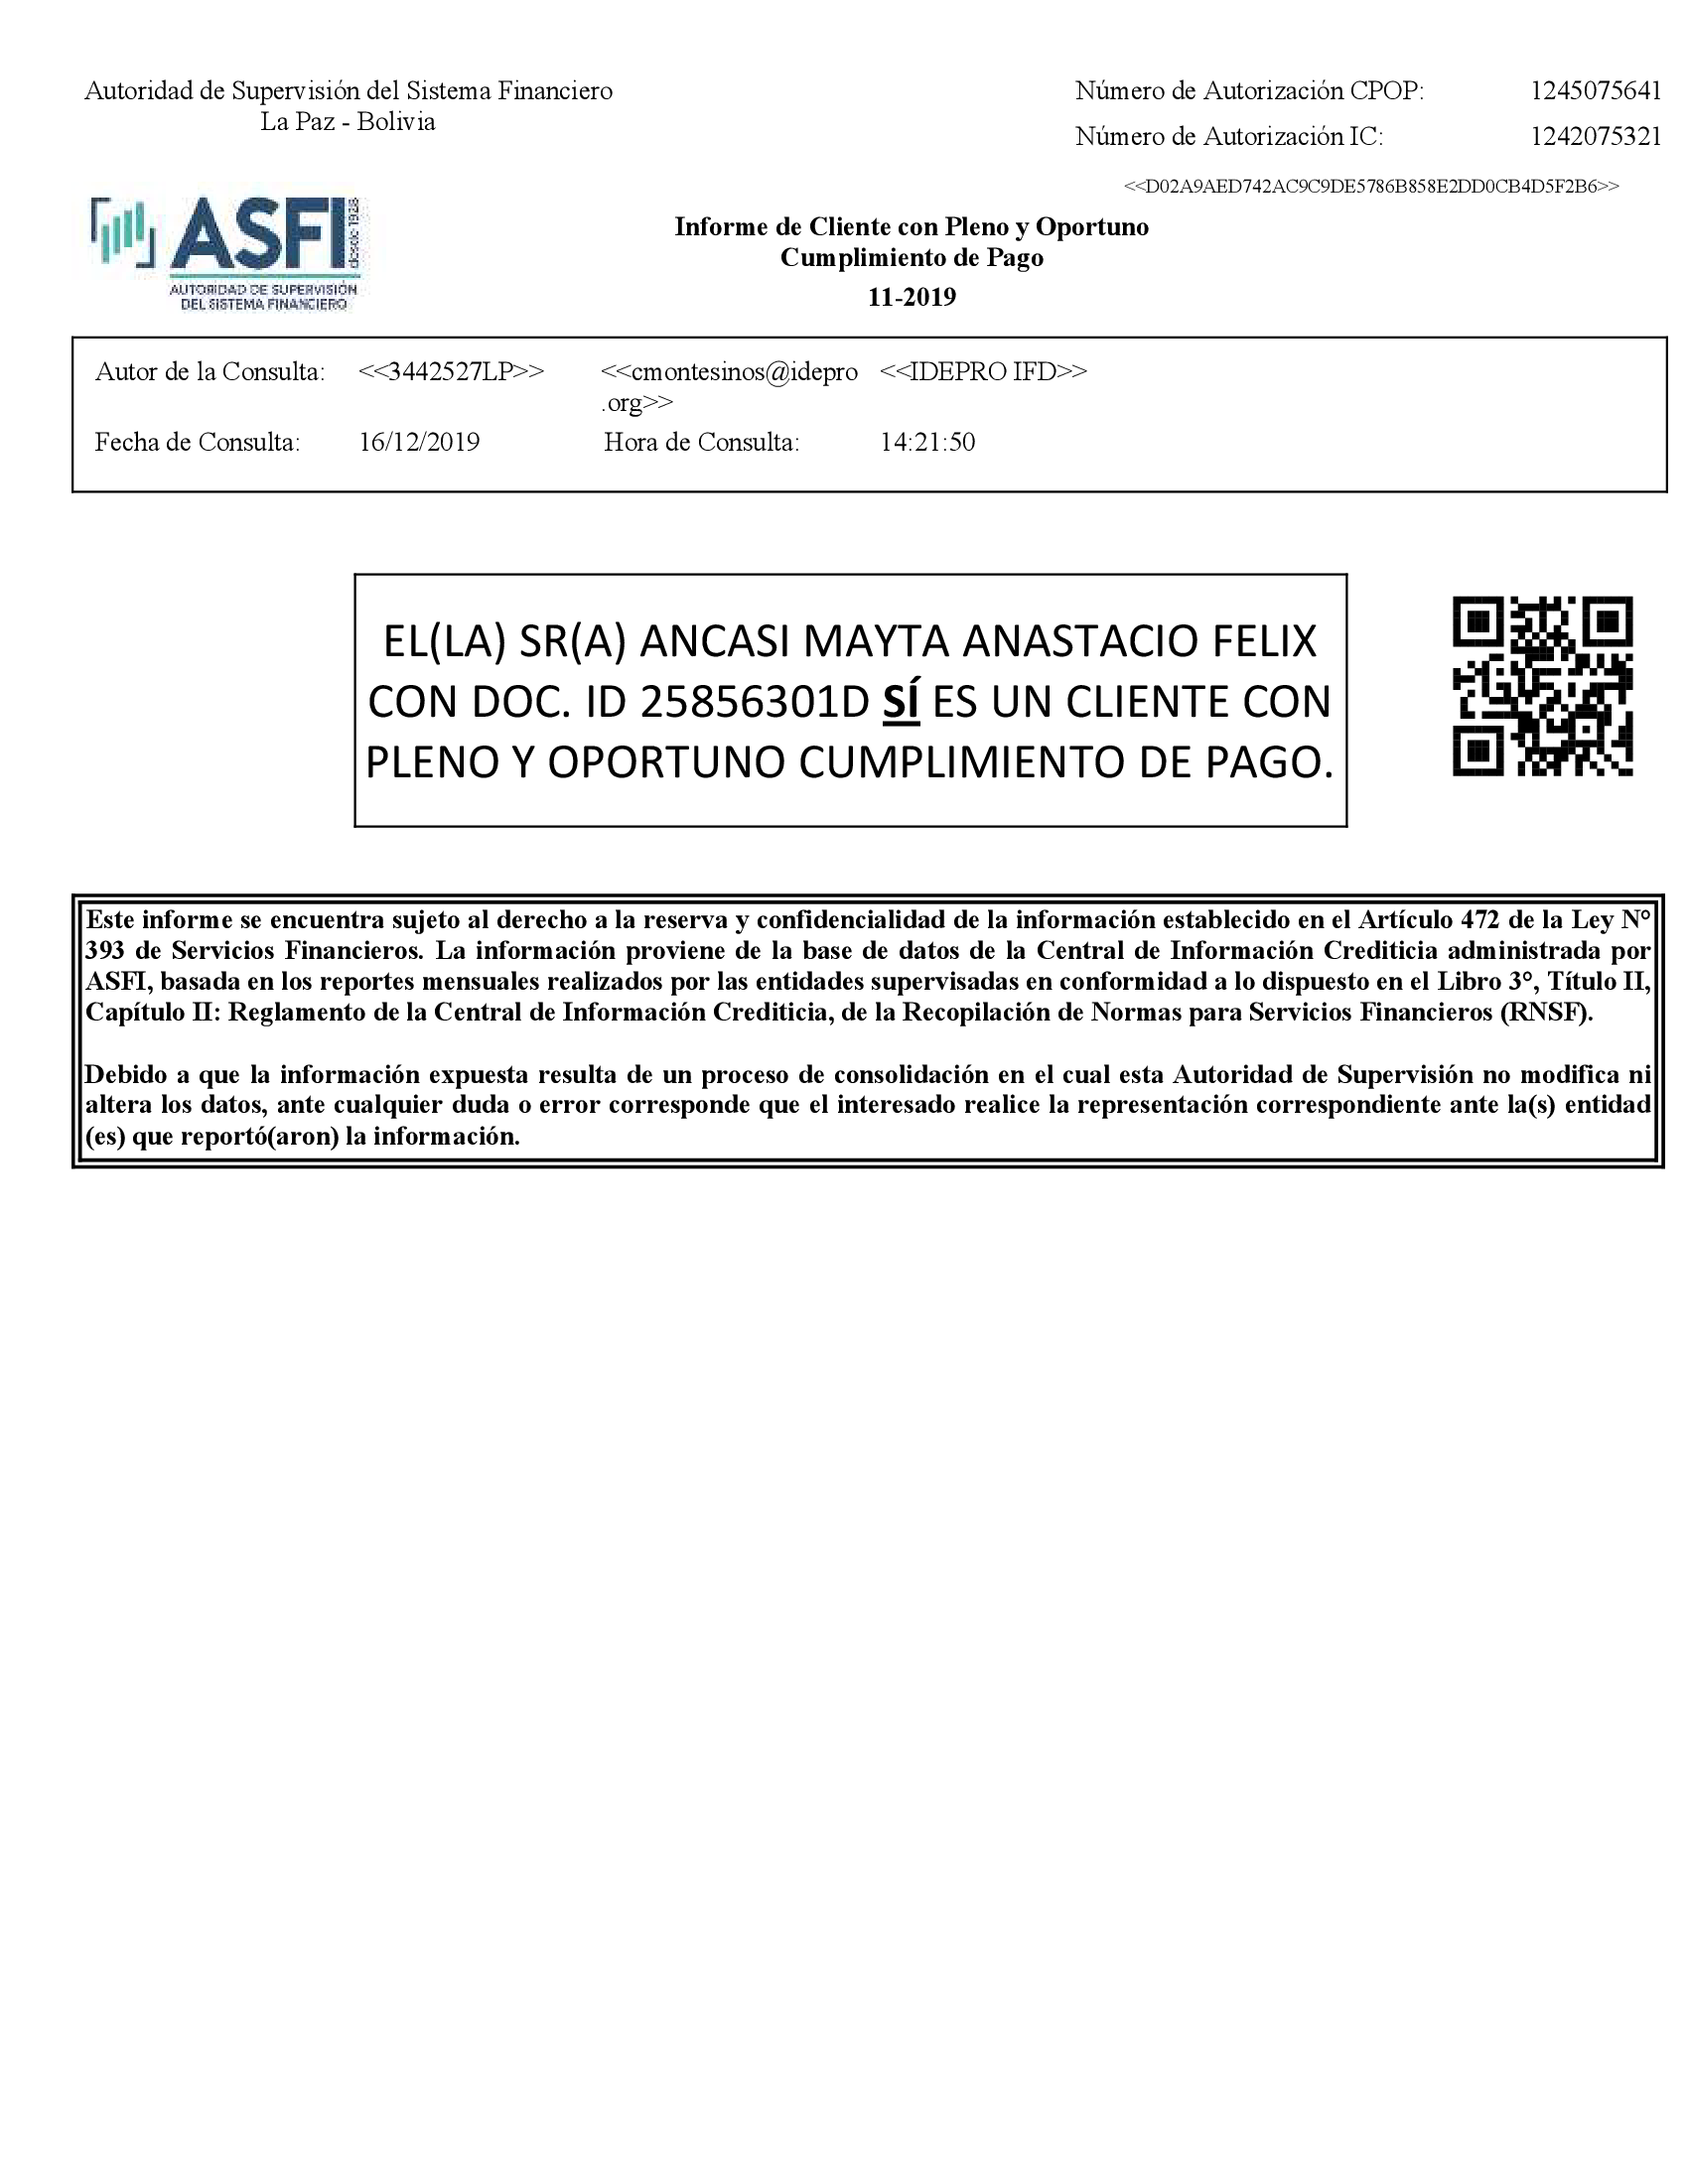 Autoridad de Supervisión del Sistema Financiero
La Paz - Bolivia
Número de Autorización CPOP: 1245075641
Número de Autorización IC: 1242075321
<<D02A9AED742AC9C9DE5786B858E2DD0CB4D5F2B6>>
ASFI desde 1928
AUTORIDAD DE SUPERVISIÓN
DEL SISTEMA FINANCIERO
Informe de Cliente con Pleno y Oportuno
Cumplimiento de Pago
11-2019
Autor de la Consulta: <<3442527LP>> <<cmontesinos@idepro <<IDEPRO IFD>>
.org>>
Fecha de Consulta: 16/12/2019 Hora de Consulta: 14:21:50
EL(LA) SR(A) ANCASI MAYTA ANASTACIO FELIX
CON DOC. ID 25856301D SÍ ES UN CLIENTE CON
PLENO Y OPORTUNO CUMPLIMIENTO DE PAGO.
Este informe se encuentra sujeto al derecho a la reserva y confidencialidad de la información establecido en el Artículo 472 de la Ley N°
393 de Servicios Financieros. La información proviene de la base de datos de la Central de Información Crediticia administrada por
ASFI, basada en los reportes mensuales realizados por las entidades supervisadas en conformidad a lo dispuesto en el Libro 3°, Título II,
Capítulo II: Reglamento de la Central de Información Crediticia, de la Recopilación de Normas para Servicios Financieros (RNSF).
Debido a que la información expuesta resulta de un proceso de consolidación en el cual esta Autoridad de Supervisión no modifica ni
altera los datos, ante cualquier duda o error corresponde que el interesado realice la representación correspondiente ante la(s) entidad
(es) que reportó(aron) la información.